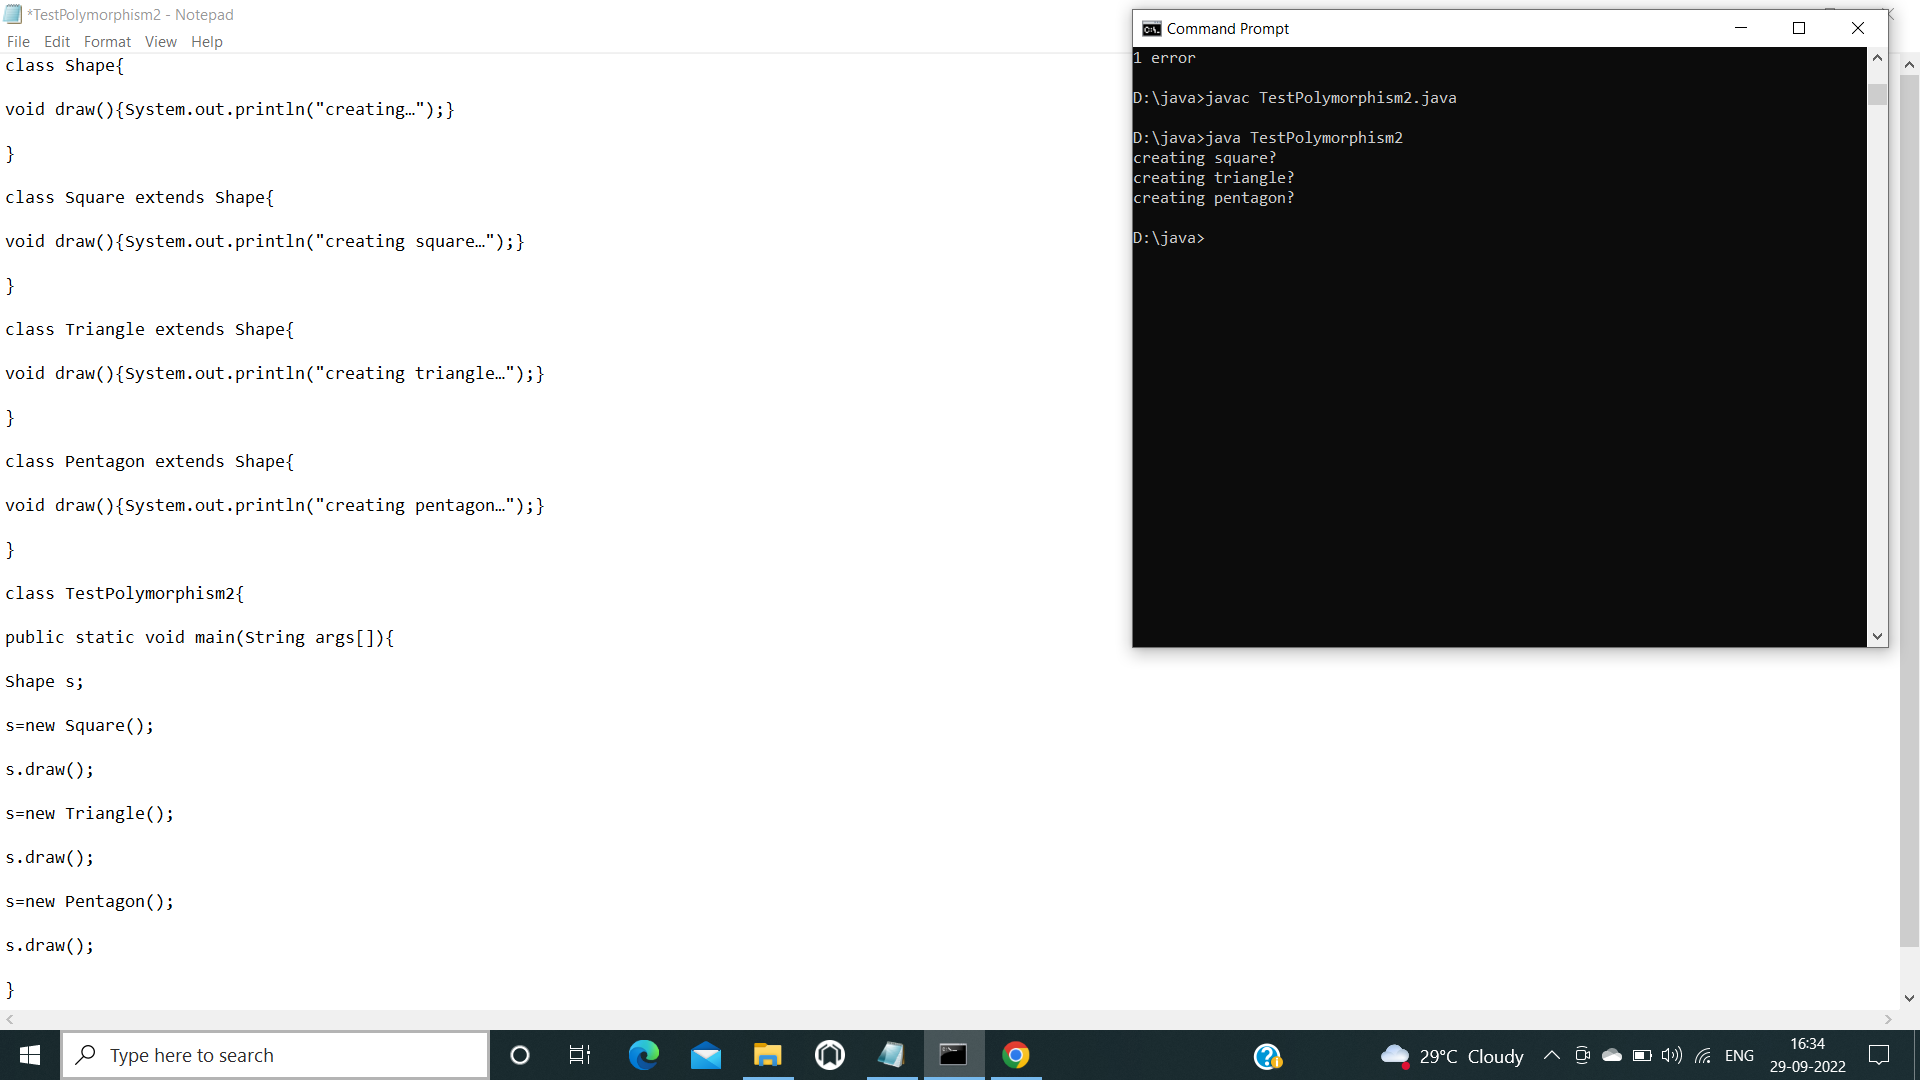 *TestPolymorphism2 - Notepad
File Edit Format View Help
class Shape{
void draw(){System.out.println("creating…");}
}
class Square extends Shape{
void draw(){System.out.println("creating square…");}
}
class Triangle extends Shape{
void draw(){System.out.println("creating triangle…");}
}
class Pentagon extends Shape{
void draw(){System.out.println("creating pentagon…");}
}
class TestPolymorphism2{
public static void main(String args[]){
Shape s;
s=new Square();
s.draw();
s=new Triangle();
s.draw();
s=new Pentagon();
s.draw();
}
Command Prompt
1 error
D:\java>javac TestPolymorphism2.java
D:\java>java TestPolymorphism2
creating square?
creating triangle?
creating pentagon?
D:\java>
Type here to search
29°C Cloudy
ENG
16:34
29-09-2022